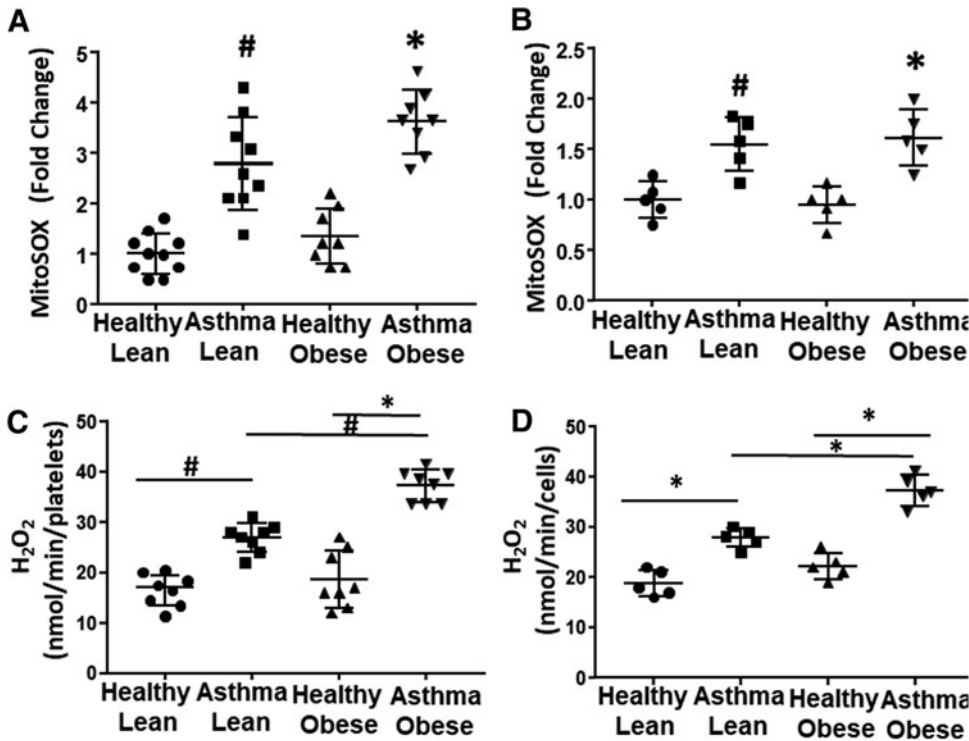 A
MitoSOX (Fold Change)
5
4
3
2
1
0
#
*
Healthy Lean
Asthma Lean
Healthy Obese
Asthma Obese
B
MitoSOX (Fold Change)
2.5
2.0
1.5
1.0
0.5
0.0
#
*
Healthy Lean
Asthma Lean
Healthy Obese
Asthma Obese
C
H₂O₂
(nmol/min/platelets)
50
40
30
20
10
0
#
#
*
Healthy Lean
Asthma Lean
Healthy Obese
Asthma Obese
D
H₂O₂
(nmol/min/cells)
50
40
30
20
10
0
*
*
*
Healthy Lean
Asthma Lean
Healthy Obese
Asthma Obese